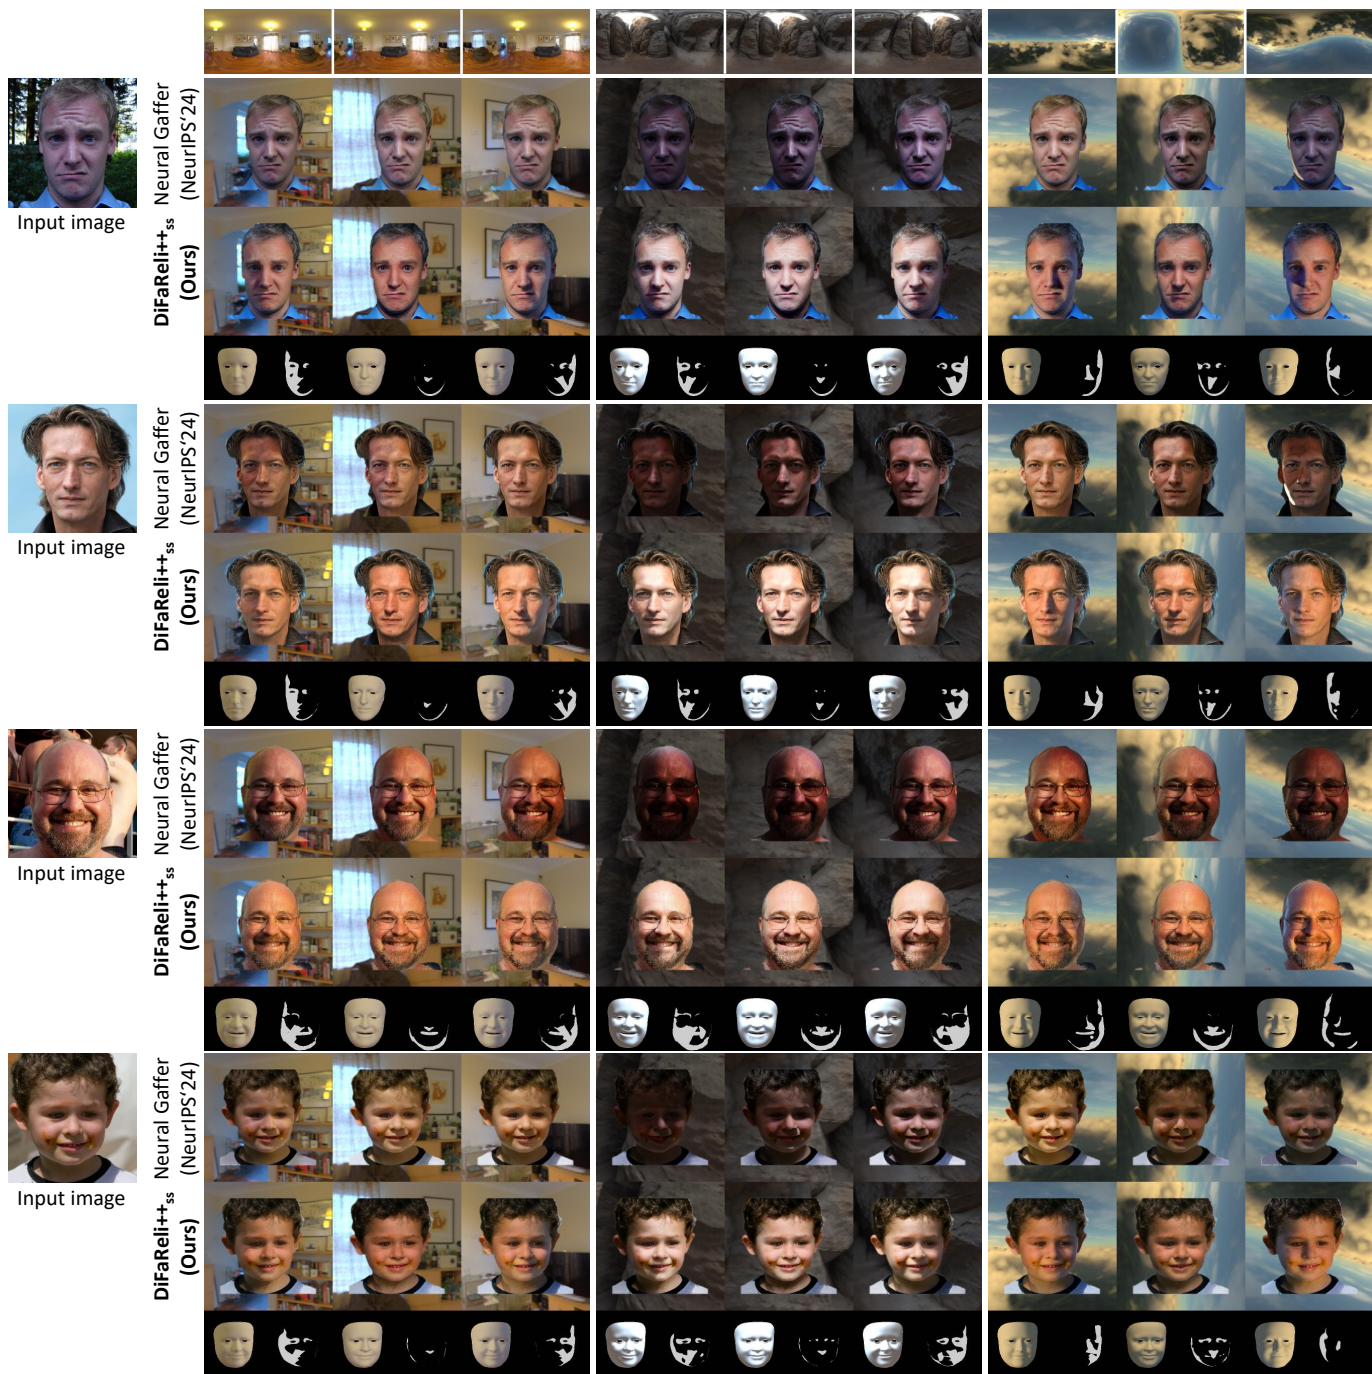 Neural Gaffer
(NeurIPS'24)
Input image
DiFaReli++ss
(Ours)
Neural Gaffer
(NeurIPS'24)
Input image
DiFaReli++ss
(Ours)
Neural Gaffer
(NeurIPS'24)
Input image
DiFaReli++ss
(Ours)
Neural Gaffer
(NeurIPS'24)
Input image
DiFaReli++ss
(Ours)